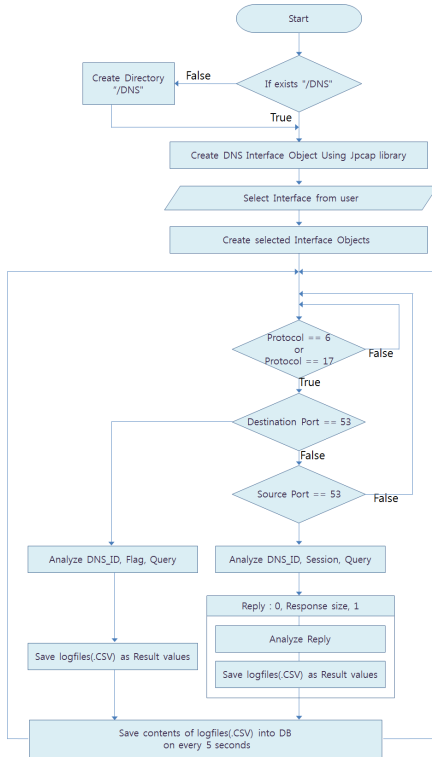 Start
If exists "/DNS"
False
Create Directory
"/DNS"
True
Create DNS Interface Object Using Jpcap library
Select Interface from user
Create selected Interface Objects
Protocol == 6
or
Protocol == 17
False
True
Destination Port == 53
False
Source Port == 53
False
Analyze DNS_ID, Flag, Query
Analyze DNS_ID, Session, Query
Reply : 0, Response size, 1
Analyze Reply
Save logfiles(.CSV) as Result values
Save logfiles(.CSV) as Result values
Save contents of logfiles(.CSV) into DB
on every 5 seconds